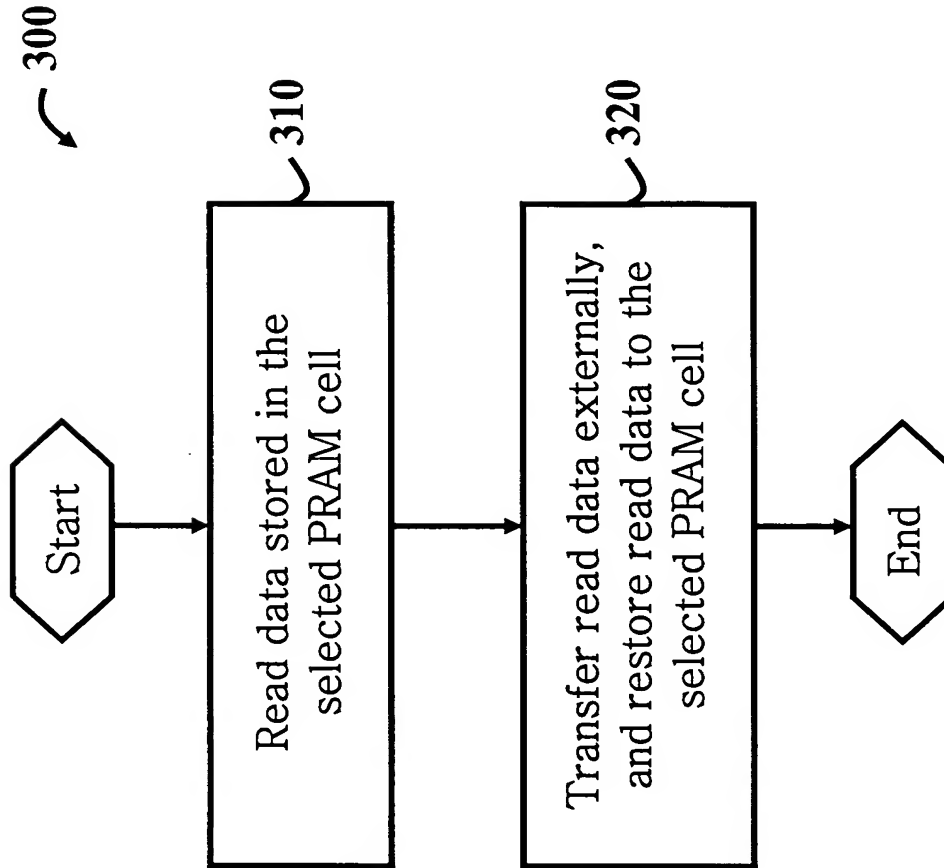 300
Start
310
Read data stored in the
selected PRAM cell
320
Transfer read data externally,
and restore read data to the
selected PRAM cell
End